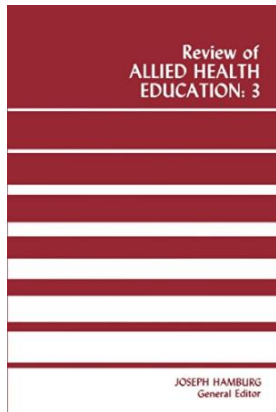 Review of
ALLIED HEALTH
EDUCATION: 3
JOSEPH HAMBURG
General Editor